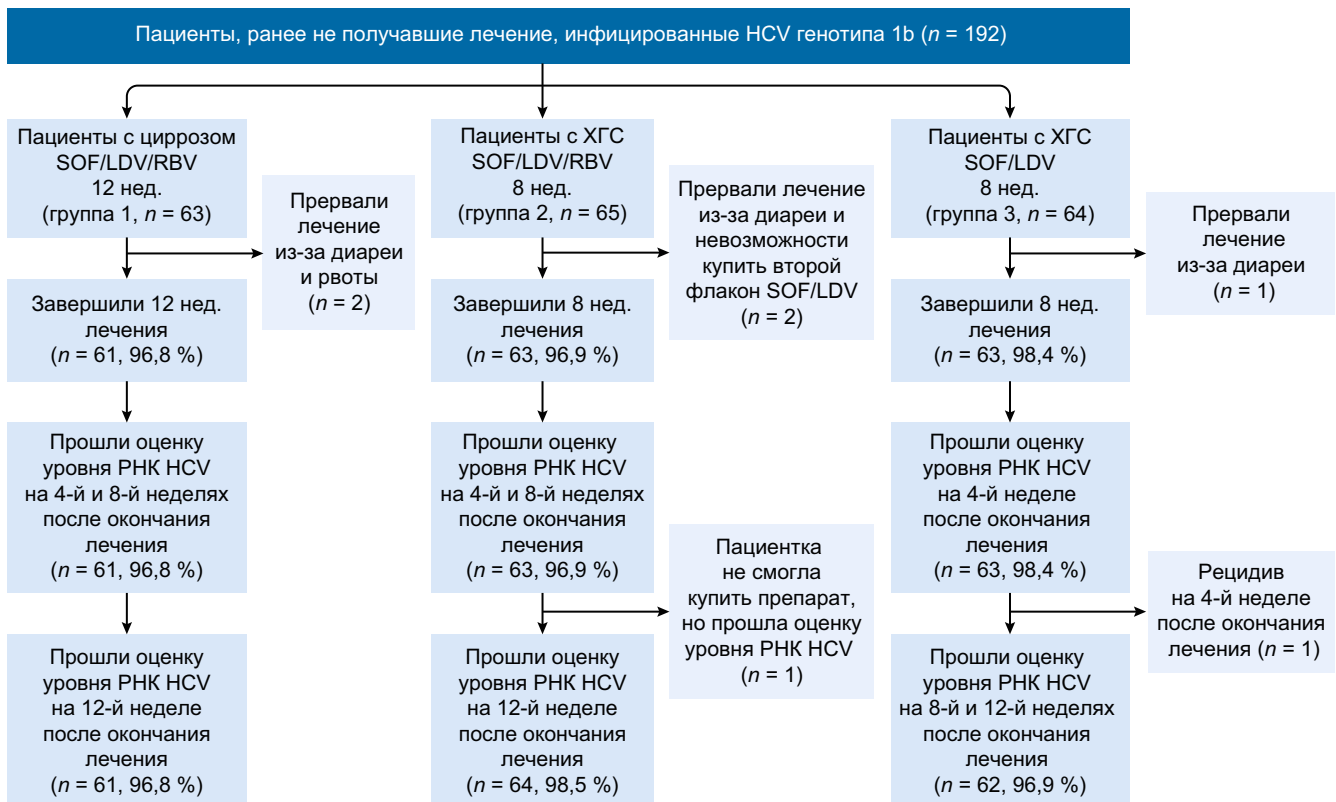 Пациенты, ранее не получавшие лечение, инфицированные HCV генотипа 1b (n = 192)
Пациенты с циррозом
SOF/LDV/RBV
12 нед.
(группа 1, n = 63)
Прервали
лечение
из-за диареи
и рвоты
(n = 2)
Завершили 12 нед.
лечения
(n = 61, 96,8 %)
Прошли оценку
уровня РНК HCV
на 4-й и 8-й неделях
после окончания
лечения
(n = 61, 96,8 %)
Прошли оценку
уровня РНК HCV
на 12-й неделе
после окончания
лечения
(n = 61, 96,8 %)
Пациенты с ХГС
SOF/LDV/RBV
8 нед.
(группа 2, n = 65)
Прервали лечение
из-за диареи и
невозможности
купить второй
флакон SOF/LDV
(n = 2)
Завершили 8 нед.
лечения
(n = 63, 96,9 %)
Прошли оценку
уровня РНК HCV
на 4-й и 8-й неделях
после окончания
лечения
(n = 63, 96,9 %)
Пациентка
не смогла
купить препарат,
но прошла оценку
уровня РНК HCV
(n = 1)
Прошли оценку
уровня РНК HCV
на 12-й неделе
после окончания
лечения
(n = 64, 98,5 %)
Пациенты с ХГС
SOF/LDV
8 нед.
(группа 3, n = 64)
Прервали
лечение
из-за диареи
(n = 1)
Завершили 8 нед.
лечения
(n = 63, 98,4 %)
Прошли оценку
уровня РНК HCV
на 4-й неделе
после окончания
лечения
(n = 63, 98,4 %)
Рецидив
на 4-й неделе
после окончания
лечения (n = 1)
Прошли оценку
уровня РНК HCV
на 8-й и 12-й неделях
после окончания
лечения
(n = 62, 96,9 %)